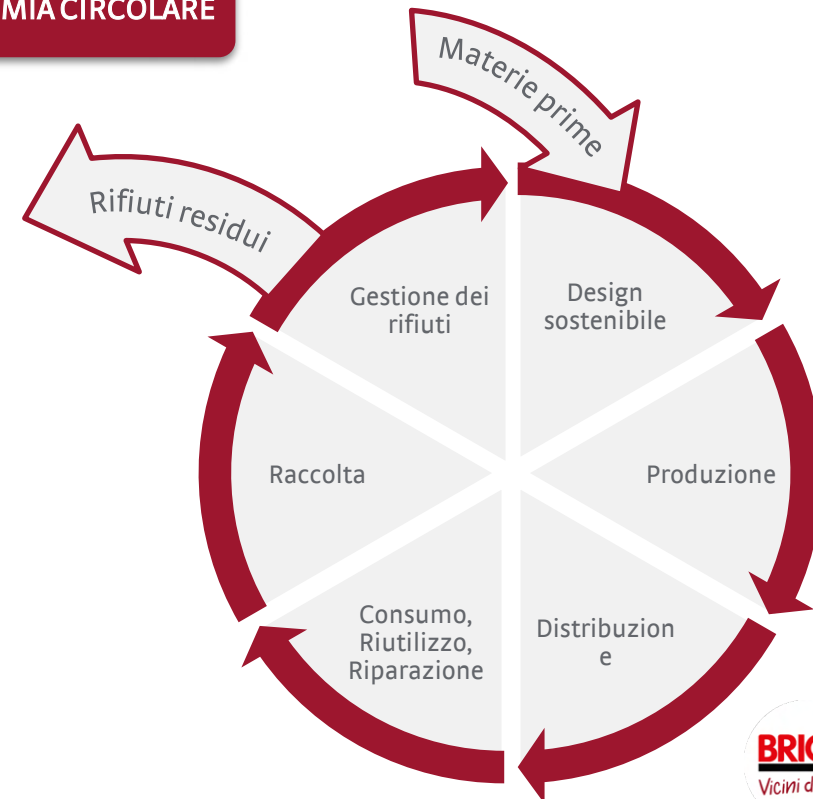 MIA CIRCOLARE
Materie prime
Rifiuti residui
Gestione dei
rifiuti
Design
sostenibile
Raccolta
Produzione
Consumo,
Riutilizzo,
Riparazione
Distribuzion
e
BRIC
Vicini d